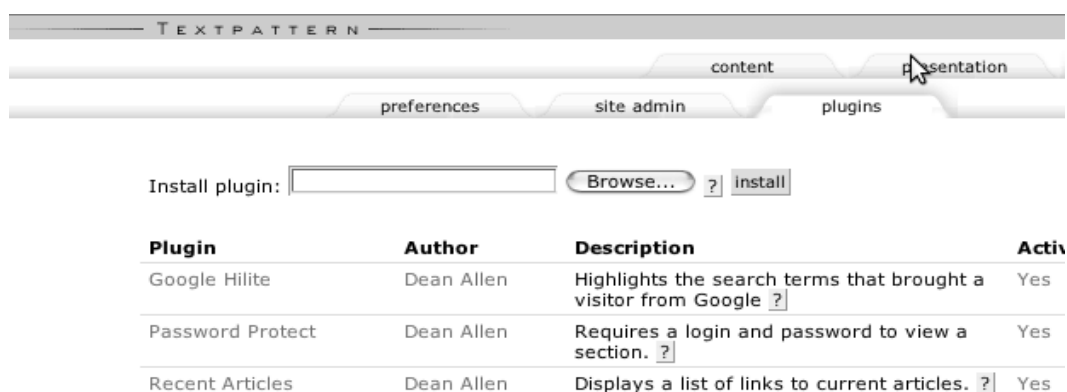 TEXTPATTERN
content presentation
preferences site admin plugins
Install plugin: Browse... ? install
Plugin Author Description Activ
Google Hilite Dean Allen Highlights the search terms that brought a Yes
visitor from Google ?
Password Protect Dean Allen Requires a login and password to view a Yes
section. ?
Recent Articles Dean Allen Displays a list of links to current articles. ? Yes